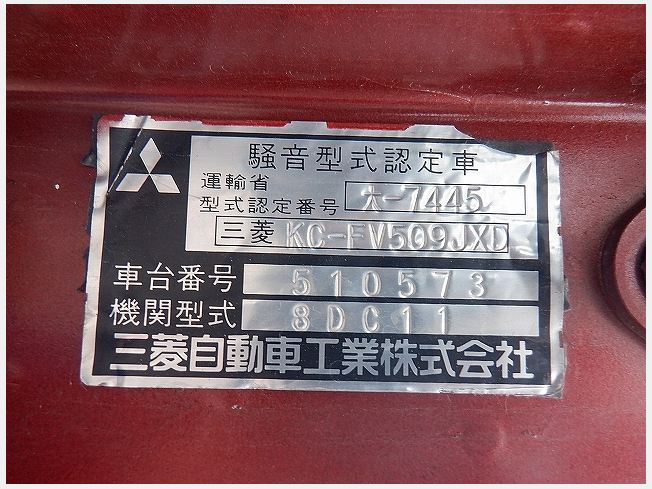 騒音型式認定車
運輸省
型式認定番号 大-7445
三菱 KC-FV509JXD
車台番号 510573
機関型式 8DC11
三菱自動車工業株式会社